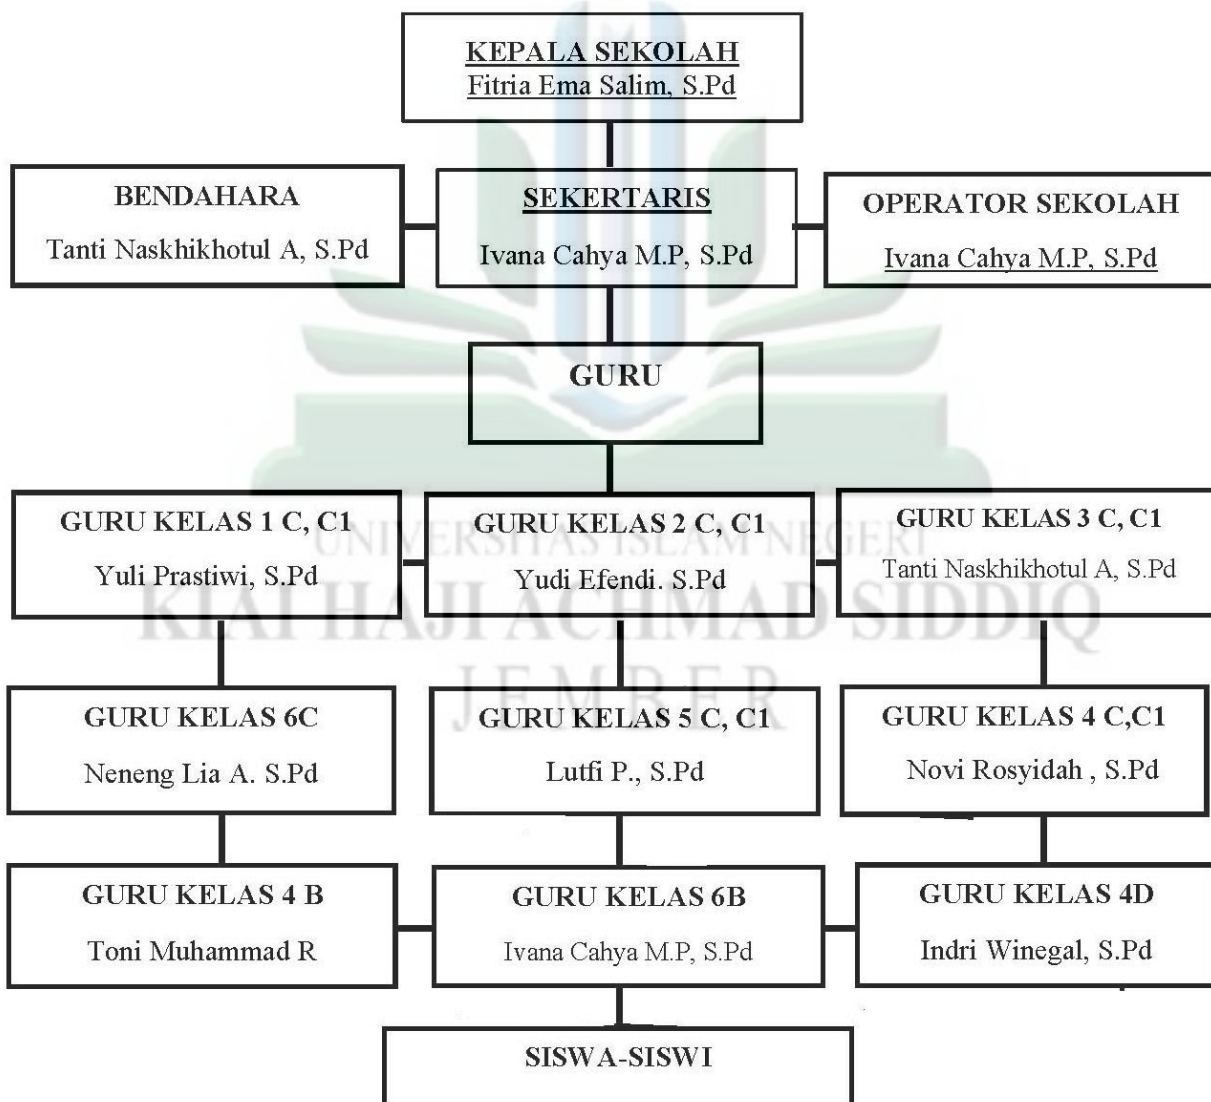 KEPALA SEKOLAH
Fitria Ema Salim, S.Pd
BENDAHARA
Tanti Naskhikhotul A, S.Pd
SEKERTARIS
Ivana Cahya M.P, S.Pd
OPERATOR SEKOLAH
Ivana Cahya M.P, S.Pd
GURU
GURU KELAS 1 C, C1
Yuli Prastiwi, S.Pd
GURU KELAS 2 C, C1
Yudi Efendi. S.Pd
GURU KELAS 3 C, C1
Tanti Naskhikhotul A, S.Pd
UNIVERSITAS ISLAM NEGERI
KIAI HAJI ACHMAD SIDDIQ
JEMBER
GURU KELAS 6C
Neneng Lia A. S.Pd
GURU KELAS 5 C, C1
Lutfi P., S.Pd
GURU KELAS 4 C,C1
Novi Rosyidah , S.Pd
GURU KELAS 4 B
Toni Muhammad R
GURU KELAS 6B
Ivana Cahya M.P, S.Pd
GURU KELAS 4D
Indri Winegal, S.Pd
SISWA-SISWI